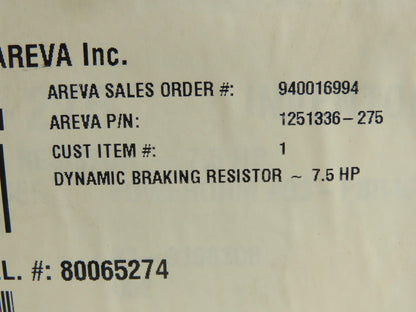 AREVA Inc.
AREVA SALES ORDER #: 940016994
AREVA P/N: 1251336-275
CUST ITEM #: 1
DYNAMIC BRAKING RESISTOR ~ 7.5 HP
L. #: 80065274